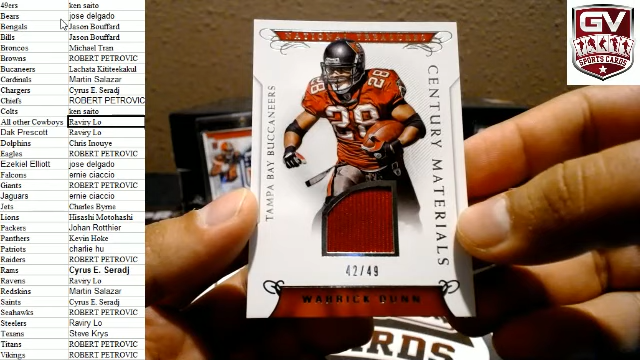 49ers ken saito
Bears jose delgado
Bengals Jason Bouffard
Bills Jason Bouffard
Broncos Michael Tran
Browns ROBERT PETROVIC
Bucaneers Lachata Kititeekakul
Cardinals Martin Salazar
Chargers Cyrus E. Seradj
Chiefs ROBERT PETROVIC
Colts ken saito
All other Cowboys Raviry Lo
Dak Prescott Raviry Lo
Dolphins Chris Inouye
Eagles ROBERT PETROVIC
Ezekiel Elliott jose delgado
Falcons ernie ciaccio
Giants ROBERT PETROVIC
Jaguars ernie ciaccio
Jets Charles Byrne
Lions Hisashi Motohashi
Packers Johan Rotthier
Panthers Kevin Hoke
Patriots charlie hu
Raiders ROBERT PETROVIC
Rams Cyrus E. Seradj
Ravens Raviry Lo
Redskins Martin Salazar
Saints Cyrus E. Seradj
Seahawks ROBERT PETROVIC
Steelers Raviry Lo
Texans Steve Krys
Titans ROBERT PETROVIC
Vikings ROBERT PETROVIC
NATIONAL TREASURES
TAMPA BAY BUCCANEERS
CENTURY MATERIALS
28
28
28
42/49
WARRICK DUNN
GV
SPORTS CARDS
CARDS